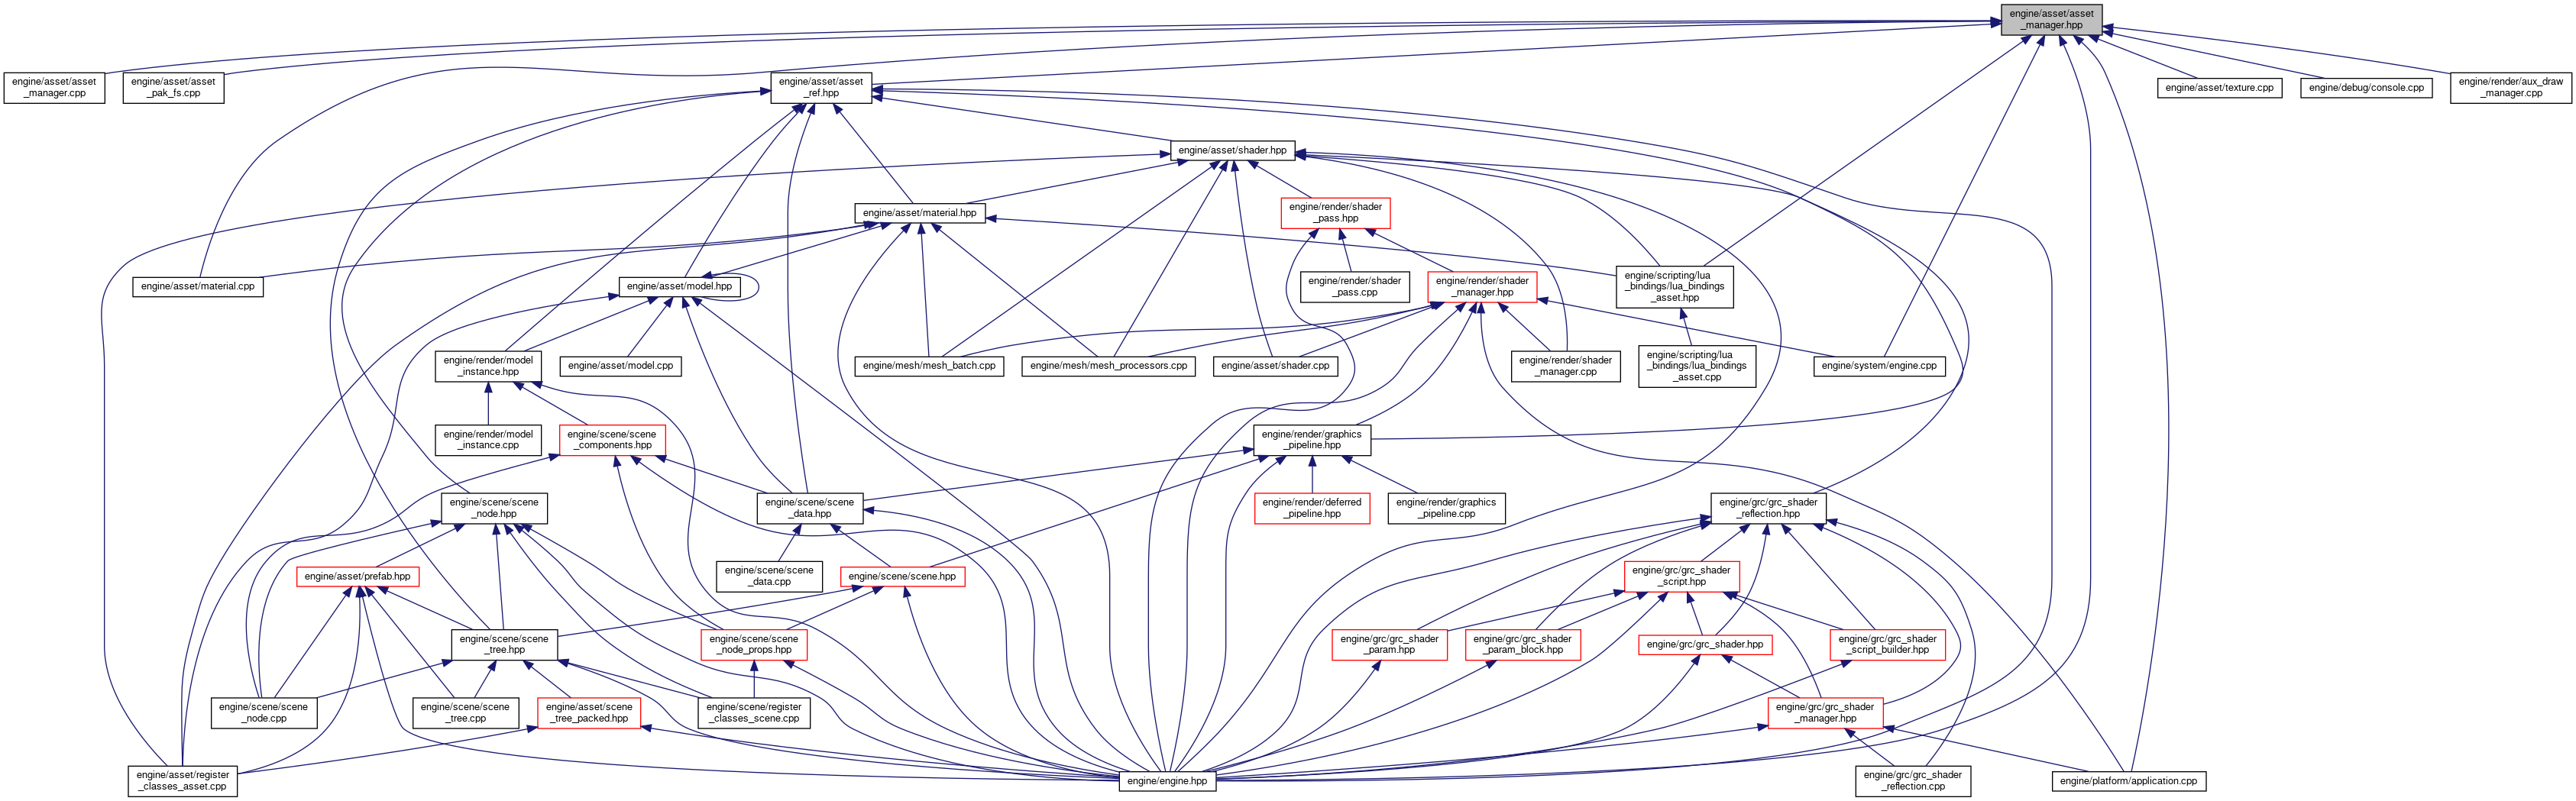 engine/asset/asset
_manager.hpp
engine/asset/asset
_manager.cpp
engine/asset/asset
_pak_fs.cpp
engine/asset/asset
_ref.hpp
engine/asset/texture.cpp
engine/debug/console.cpp
engine/render/aux_draw
_manager.cpp
engine/asset/shader.hpp
engine/asset/material.hpp
engine/render/shader
_pass.hpp
engine/asset/material.cpp
engine/asset/model.hpp
engine/render/shader
_pass.cpp
engine/render/shader
_manager.hpp
engine/scripting/lua
_bindings/lua_bindings
_asset.hpp
engine/render/model
_instance.hpp
engine/asset/model.cpp
engine/mesh/mesh_batch.cpp
engine/mesh/mesh_processors.cpp
engine/asset/shader.cpp
engine/render/shader
_manager.cpp
engine/scripting/lua
_bindings/lua_bindings
_asset.cpp
engine/system/engine.cpp
engine/render/model
_instance.cpp
engine/scene/scene
_components.hpp
engine/render/graphics
_pipeline.hpp
engine/scene/scene
_node.hpp
engine/scene/scene
_data.hpp
engine/render/deferred
_pipeline.hpp
engine/render/graphics
_pipeline.cpp
engine/grc/grc_shader
_reflection.hpp
engine/asset/prefab.hpp
engine/scene/scene
_data.cpp
engine/scene/scene.hpp
engine/grc/grc_shader
_script.hpp
engine/scene/scene
_tree.hpp
engine/scene/scene
_node_props.hpp
engine/grc/grc_shader
_param.hpp
engine/grc/grc_shader
_param_block.hpp
engine/grc/grc_shader.hpp
engine/grc/grc_shader
_script_builder.hpp
engine/scene/scene
_node.cpp
engine/scene/scene
_tree.cpp
engine/asset/scene
_tree_packed.hpp
engine/scene/register
_classes_scene.cpp
engine/grc/grc_shader
_manager.hpp
engine/asset/register
_classes_asset.cpp
engine/engine.hpp
engine/grc/grc_shader
_reflection.cpp
engine/platform/application.cpp